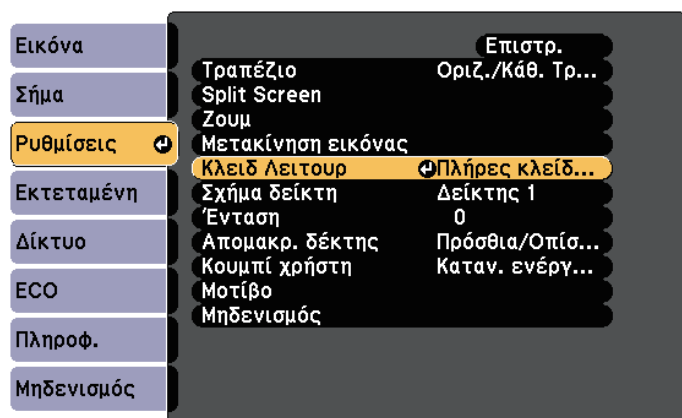 Εικόνα
Σήμα
Ρυθμίσεις
Εκτεταμένη
Δίκτυο
ECO
Πληροφ.
Μηδενισμός
Επιστρ.
Τραπέζιο Οριζ./Κάθ. Τρ...
Split Screen
Ζουμ
Μετακίνηση εικόνας
Κλειδ Λειτουρ Πλήρες κλείδ...
Σχήμα δείκτη Δείκτης 1
Ένταση 0
Απομακρ. δέκτης Πρόσθια/Οπίσ...
Κουμπί χρήστη Καταν. ενέργ...
Μοτίβο
Μηδενισμός